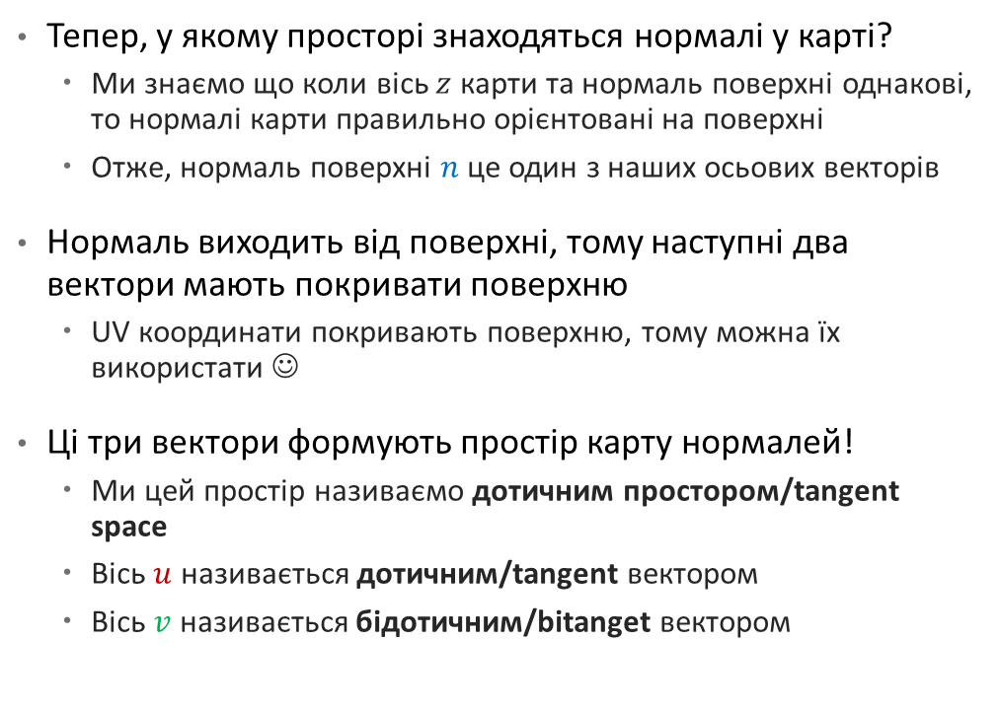 • Тепер, у якому просторі знаходяться нормалі у карті?
• Ми знаємо що коли вісь z карти та нормаль поверхні однакові,
то нормалі карти правильно орієнтовані на поверхні
• Отже, нормаль поверхні n це один з наших осьових векторів
• Нормаль виходить від поверхні, тому наступні два
вектори мають покривати поверхню
• UV координати покривають поверхню, тому можна їх
використати ☺
• Ці три вектори формують простір карту нормалей!
• Ми цей простір називаємо дотичним простором/tangent
space
• Вісь u називається дотичним/tangent вектором
• Вісь v називається бідотичним/bitanget вектором